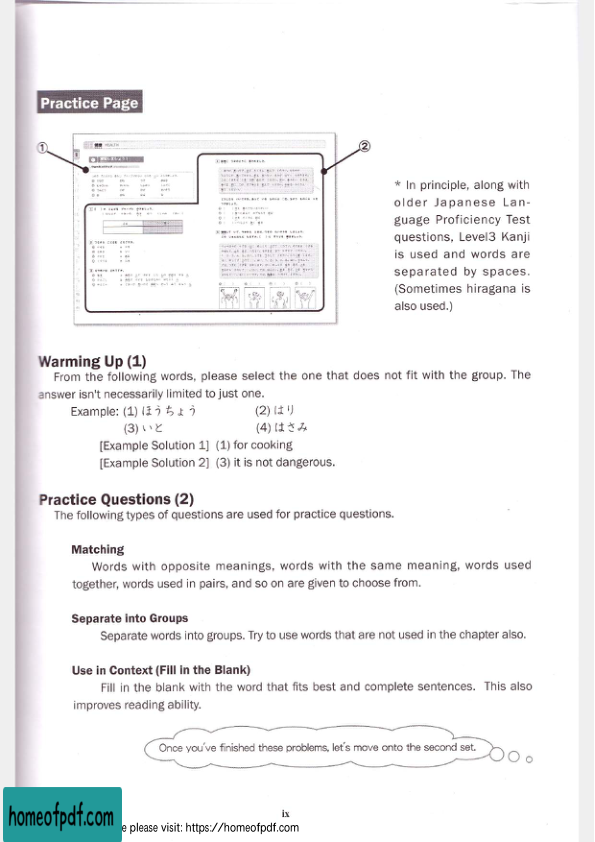 Practice Page
①
②
HEALTH
* In principle, along with
older Japanese Lan-
guage Proficiency Test
questions, Level3 Kanji
is used and words are
separated by spaces.
(Sometimes hiragana is
also used.)
Warming Up (1)
From the following words, please select the one that does not fit with the group. The
answer isn't necessarily limited to just one.
Example: (1) ほうちょう (2) はり
(3) いと (4) はさみ
[Example Solution 1] (1) for cooking
[Example Solution 2] (3) it is not dangerous.
Practice Questions (2)
The following types of questions are used for practice questions.
Matching
Words with opposite meanings, words with the same meaning, words used
together, words used in pairs, and so on are given to choose from.
Separate into Groups
Separate words into groups. Try to use words that are not used in the chapter also.
Use in Context (Fill in the Blank)
Fill in the blank with the word that fits best and complete sentences. This also
improves reading ability.
Once you've finished these problems, let's move onto the second set.
ix
homeofpdf.com
e please visit: https://homeofpdf.com